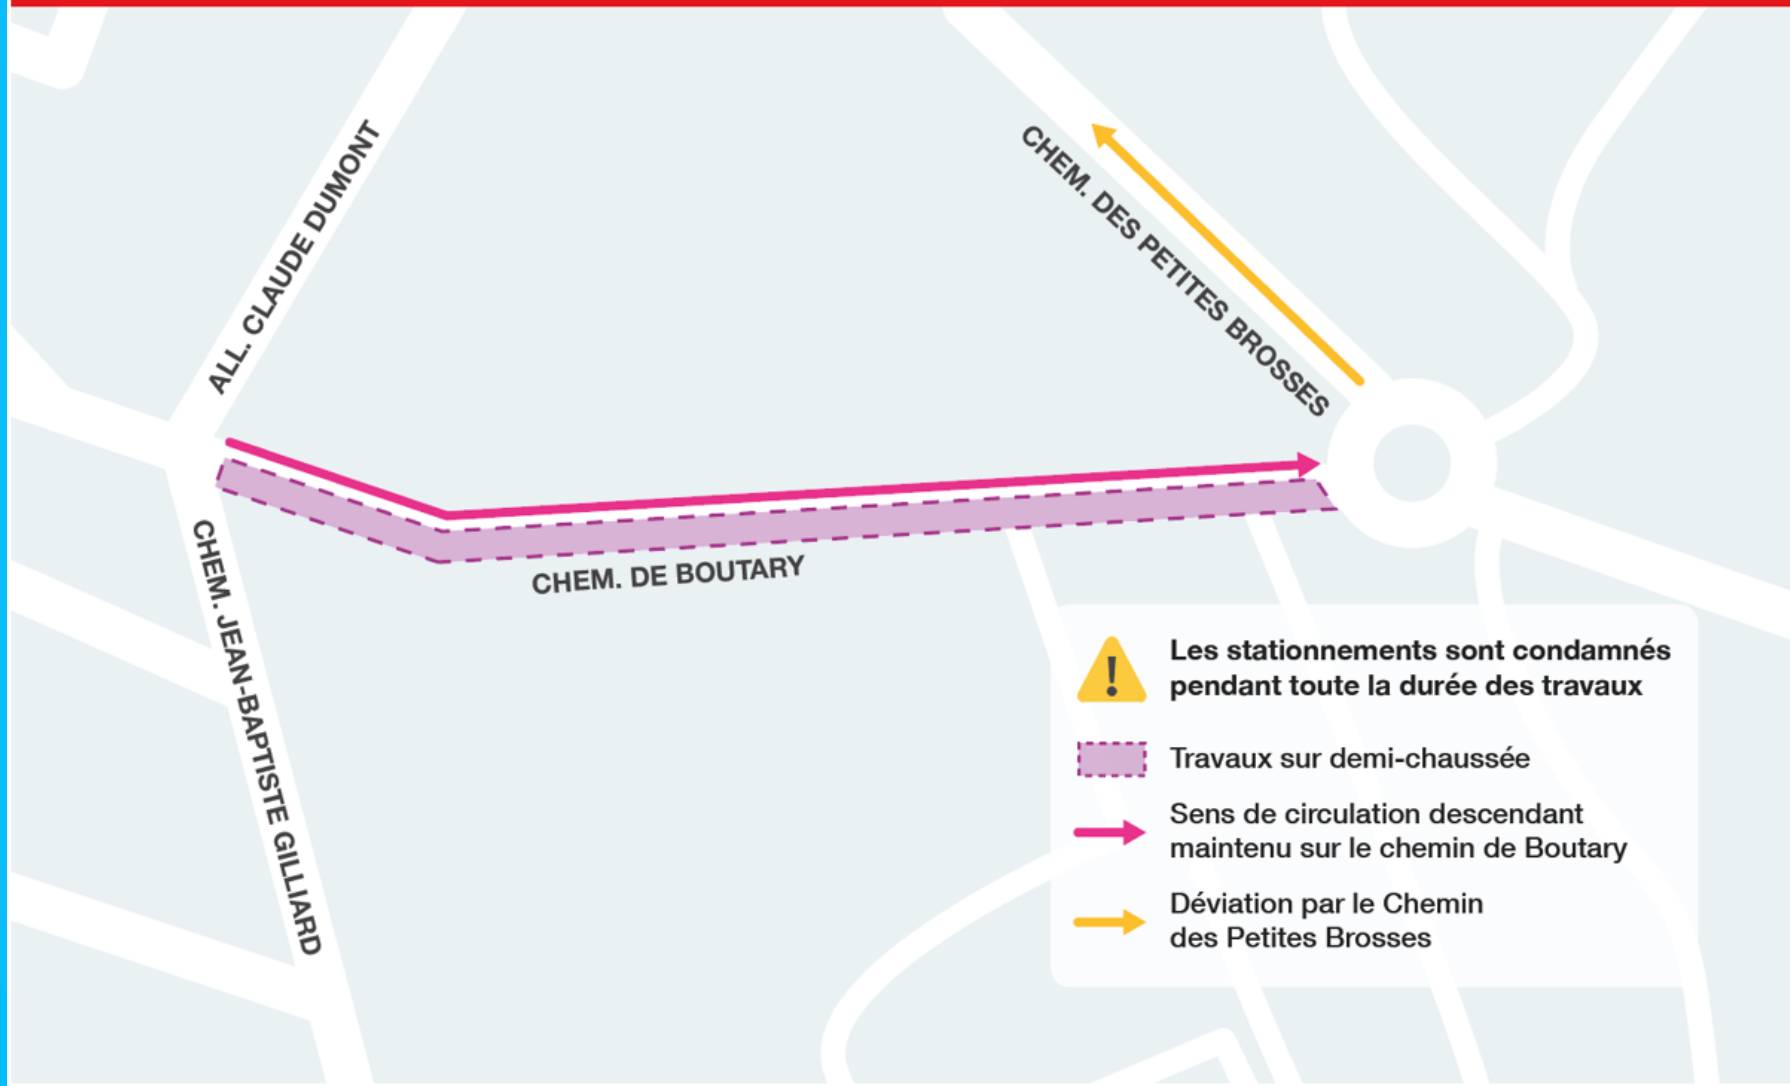 ALL. CLAUDE DUMONT
CHEM. DES PETITES BROSSES
CHEM. DE BOUTARY
CHEM. JEAN-BAPTISTE GILLIARD
Les stationnements sont condamnés
pendant toute la durée des travaux
Travaux sur demi-chaussée
Sens de circulation descendant
maintenu sur le chemin de Boutary
Déviation par le Chemin
des Petites Brosses